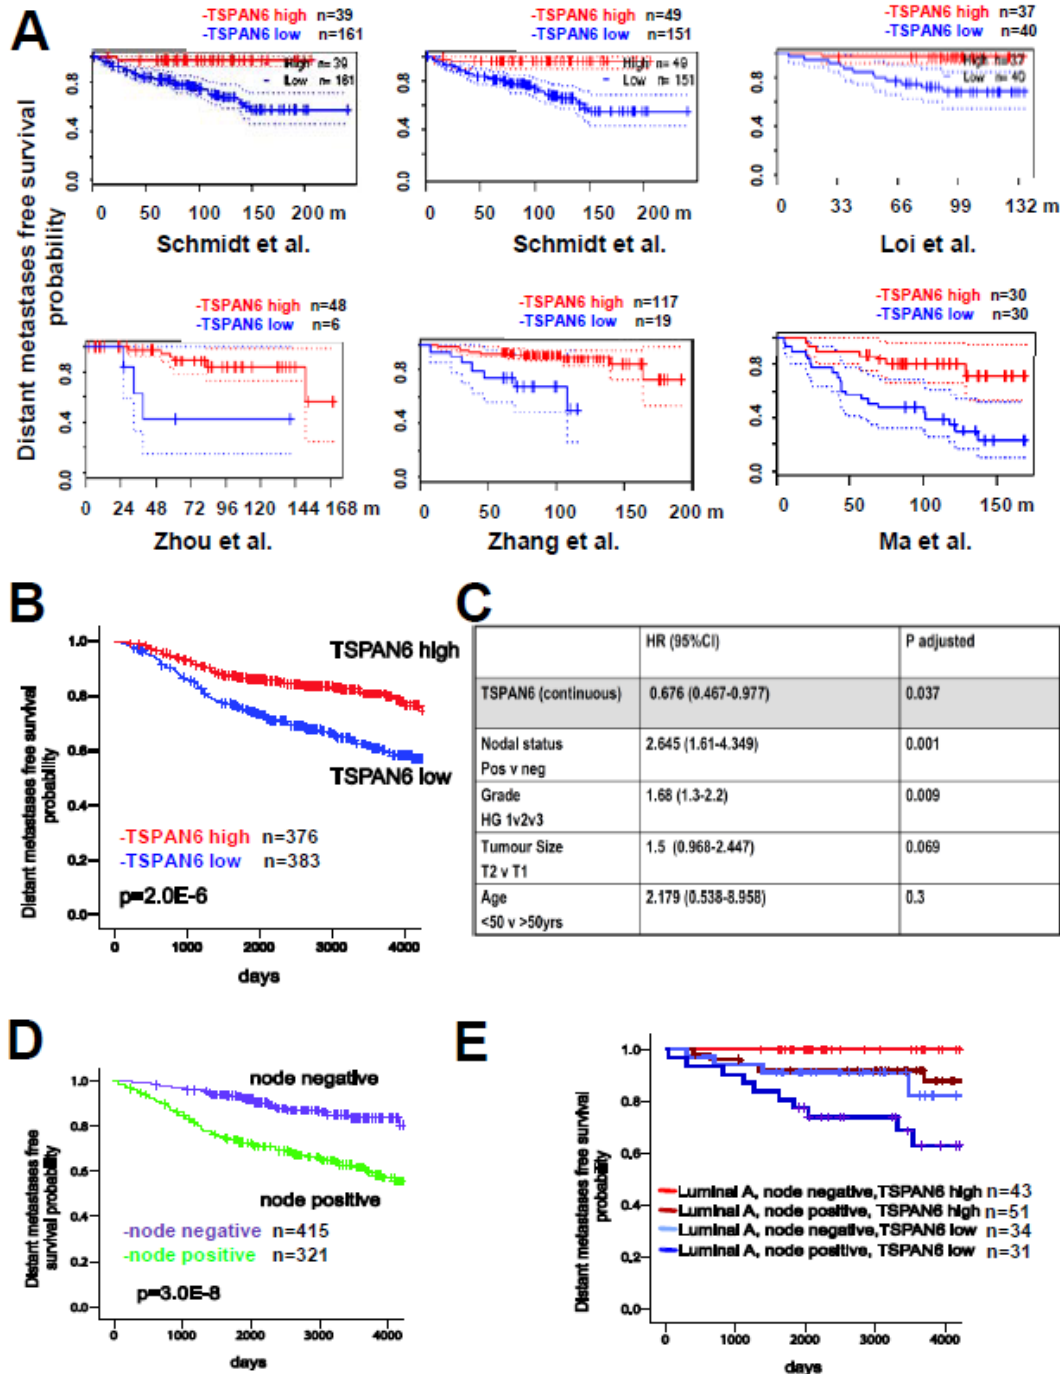 A
Distant metastases free survival
probability
-TSPAN6 high n=39
-TSPAN6 low n=161
High n= 39
Low n= 161
0.8
0.4
0.0
0 50 100 150 200 m
Schmidt et al.
-TSPAN6 high n=49
-TSPAN6 low n=151
High n= 49
Low n= 151
0.8
0.4
0.0
0 50 100 150 200 m
Schmidt et al.
-TSPAN6 high n=37
-TSPAN6 low n=40
High n= 37
Low n= 40
0.8
0.4
0.0
0 33 66 99 132 m
Loi et al.
-TSPAN6 high n=48
-TSPAN6 low n=6
0.8
0.4
0.0
0 24 48 72 96 120 144 168 m
Zhou et al.
-TSPAN6 high n=117
-TSPAN6 low n=19
0.8
0.4
0.0
0 50 100 150 200 m
Zhang et al.
-TSPAN6 high n=30
-TSPAN6 low n=30
0.8
0.4
0.0
0 50 100 150 m
Ma et al.
B
Distant metastases free survival
probability
1.0
0.8
0.6
0.4
0.2
0.0
TSPAN6 high
TSPAN6 low
-TSPAN6 high n=376
-TSPAN6 low n=383
p=2.0E-6
0 1000 2000 3000 4000
days
C
HR (95%CI) P adjusted
TSPAN6 (continuous) 0.676 (0.467-0.977) 0.037
Nodal status 2.645 (1.61-4.349) 0.001
Pos v neg
Grade 1.68 (1.3-2.2) 0.009
HG 1v2v3
Tumour Size 1.5 (0.968-2.447) 0.069
T2 v T1
Age 2.179 (0.538-8.958) 0.3
<50 v >50yrs
D
Distant metastases free
survival probability
1.0
0.8
0.6
0.4
0.2
0.0
node negative
node positive
-node negative n=415
-node positive n=321
p=3.0E-8
0 1000 2000 3000 4000
days
E
Distant metastases free survival
probability
1.0
0.8
0.6
0.4
0.2
0.0
Luminal A, node negative,TSPAN6 high n=43
Luminal A, node positive, TSPAN6 high n=51
Luminal A, node negative,TSPAN6 low n=34
Luminal A, node positive, TSPAN6 low n=31
0 1000 2000 3000 4000
days